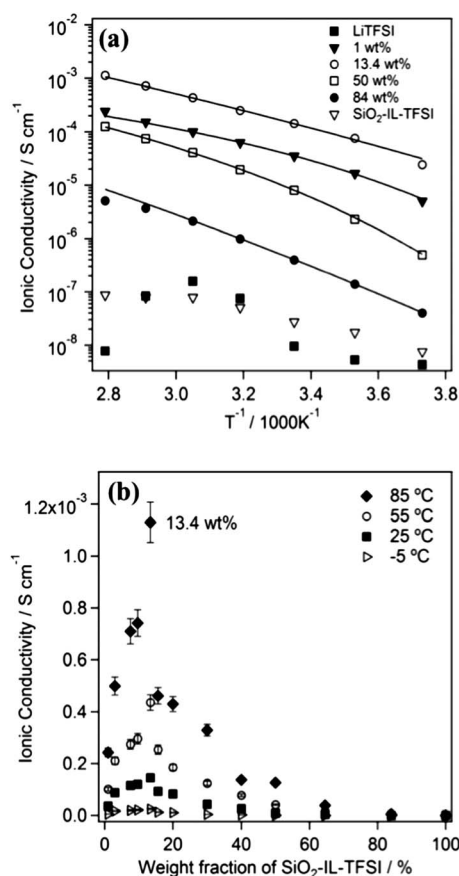 (a)
LiTFSI
1 wt%
13.4 wt%
50 wt%
84 wt%
SiO₂-IL-TFSI
Ionic Conductivity / S cm⁻¹
10⁻¹
10⁻²
10⁻³
10⁻⁴
10⁻⁵
10⁻⁶
10⁻⁷
10⁻⁸
2.8 3.0 3.2 3.4 3.6 3.8
T⁻¹ / 1000K⁻¹
(b)
85 ºC
55 ºC
25 ºC
-5 ºC
13.4 wt%
Ionic Conductivity / S cm⁻¹
1.2x10⁻³
1.0
0.8
0.6
0.4
0.2
0.0
0 20 40 60 80 100
Weight fraction of SiO₂-IL-TFSI / %